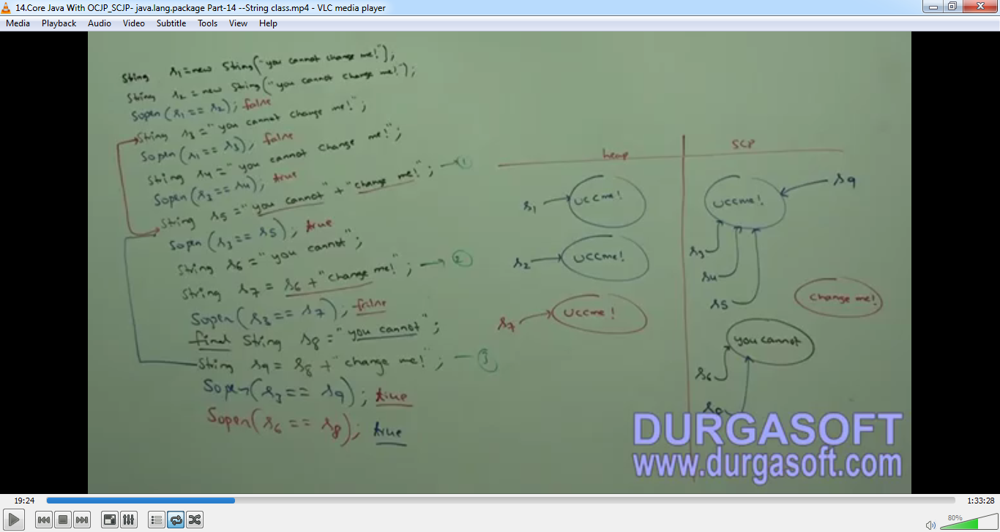 14.Core Java With OCJP_SCJP- java.lang.package Part-14 --String class.mp4 - VLC media player
Media Playback Audio Video Subtitle Tools View Help
String s1=new String("you cannot change me!");
String s2=new String("you cannot change me!");
Sopln(s1==s2); false
String s3="you cannot change me!";
Sopln(s1==s3); false
String s4="you cannot change me!";
Sopln(s3==s4); true
String s5="you cannot"+"change me!"; → 1
Sopln(s3==s5); true
String s6="you cannot";
String s7=s6+"change me!"; → 2
Sopln(s3==s7); false
final String s8="you cannot";
String s9=s8+"change me!"; — 3
Sopln(s3==s9); true
Sopln(s6==s8); true
heap
SCP
s1
UCCme!
UCCme!
s9
s2
UCCme!
s3
s4
s5
change me!
s7
UCCme!
you cannot
s6
DURGASOFT
www.durgasoft.com
19:24
1:33:28
80%